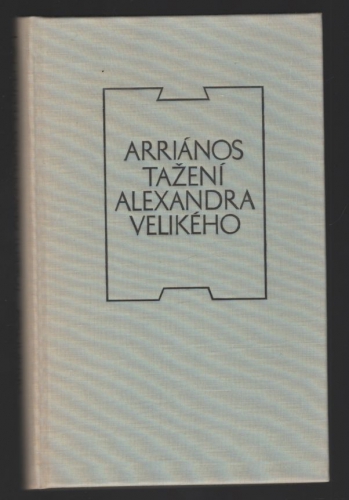 ARRIÁNOS
TAŽENÍ
ALEXANDRA
VELIKÉHO